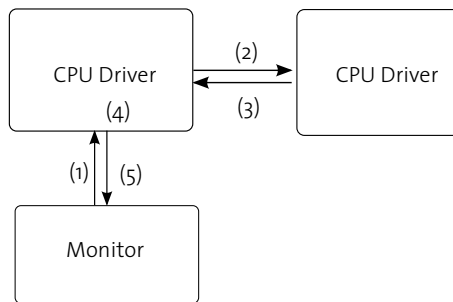 (2)
CPU Driver
CPU Driver
(4)
(3)
(1)
(5)
Monitor